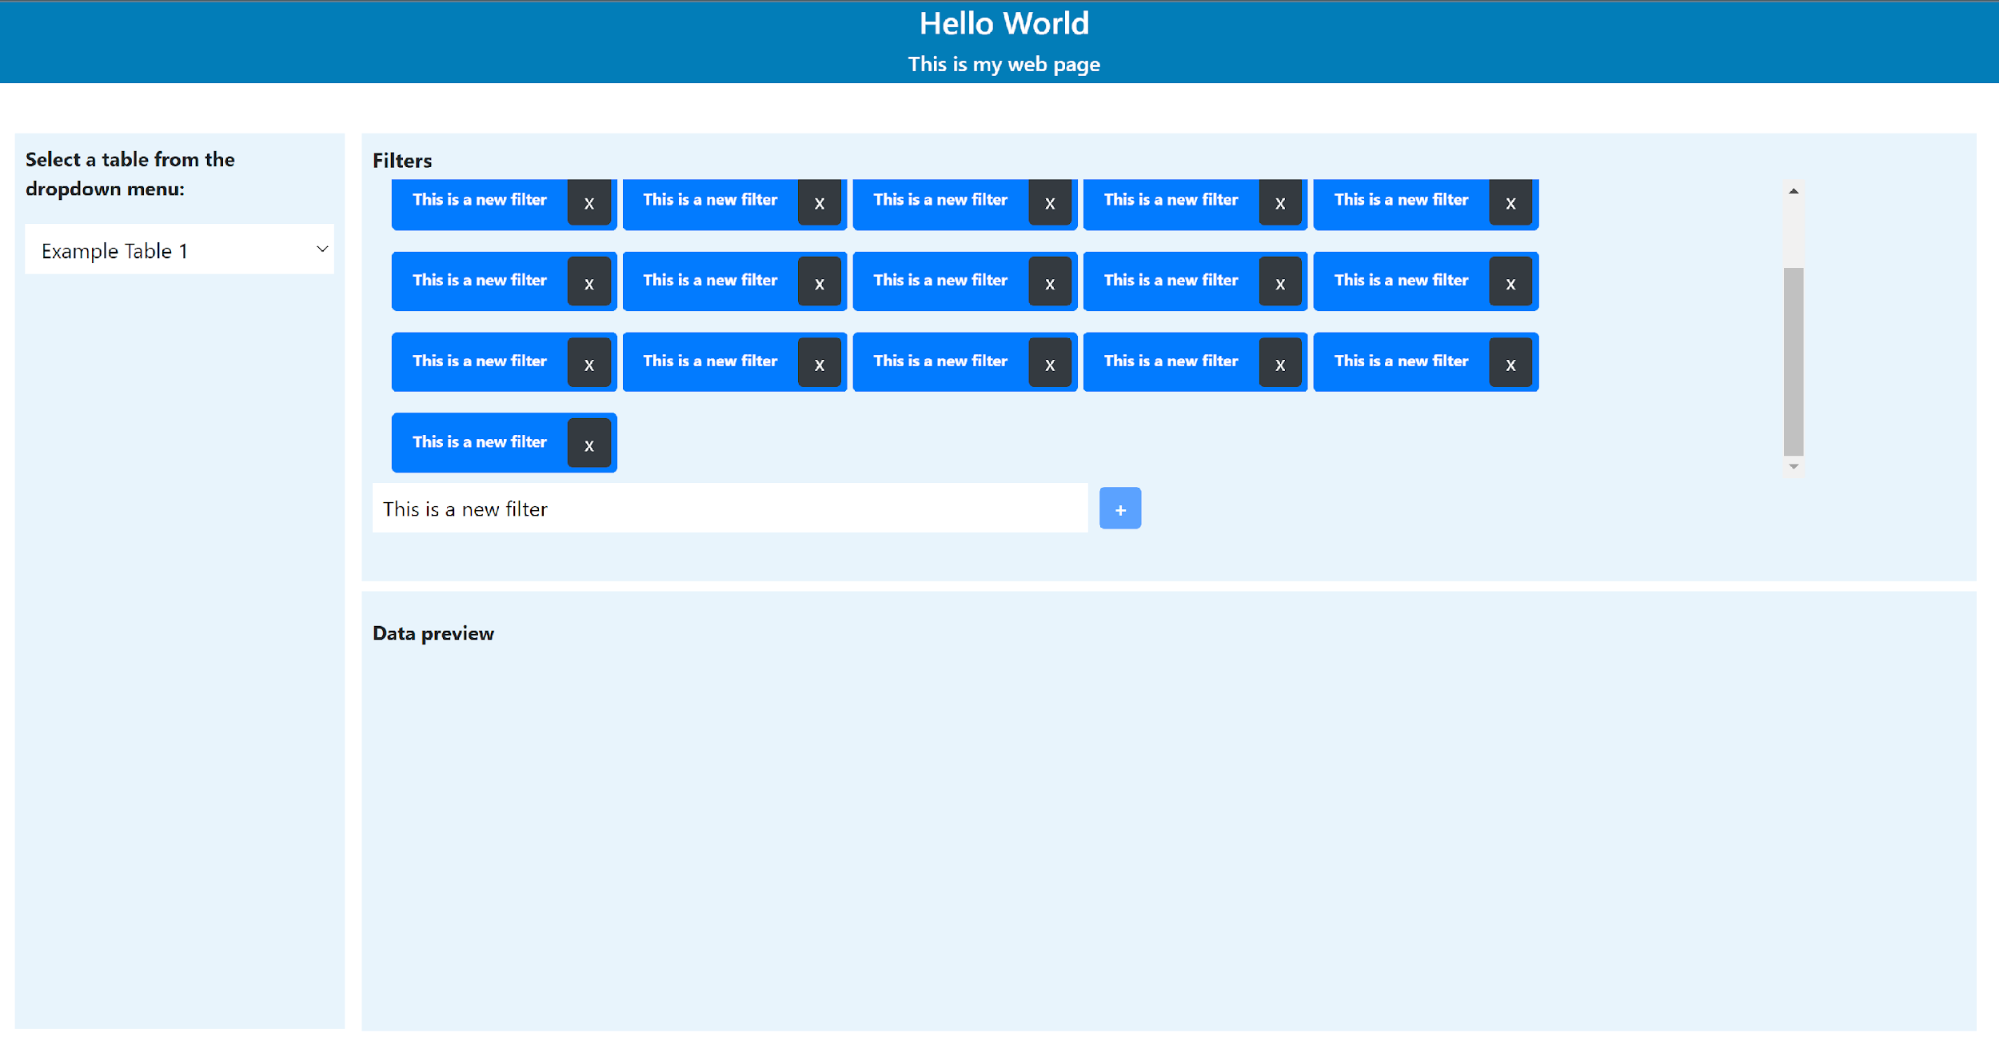 Hello World
This is my web page
Select a table from the
dropdown menu:
Example Table 1
Filters
This is a new filter x This is a new filter x This is a new filter x This is a new filter x This is a new filter x
This is a new filter x This is a new filter x This is a new filter x This is a new filter x This is a new filter x
This is a new filter x This is a new filter x This is a new filter x This is a new filter x This is a new filter x
This is a new filter x
This is a new filter +
Data preview